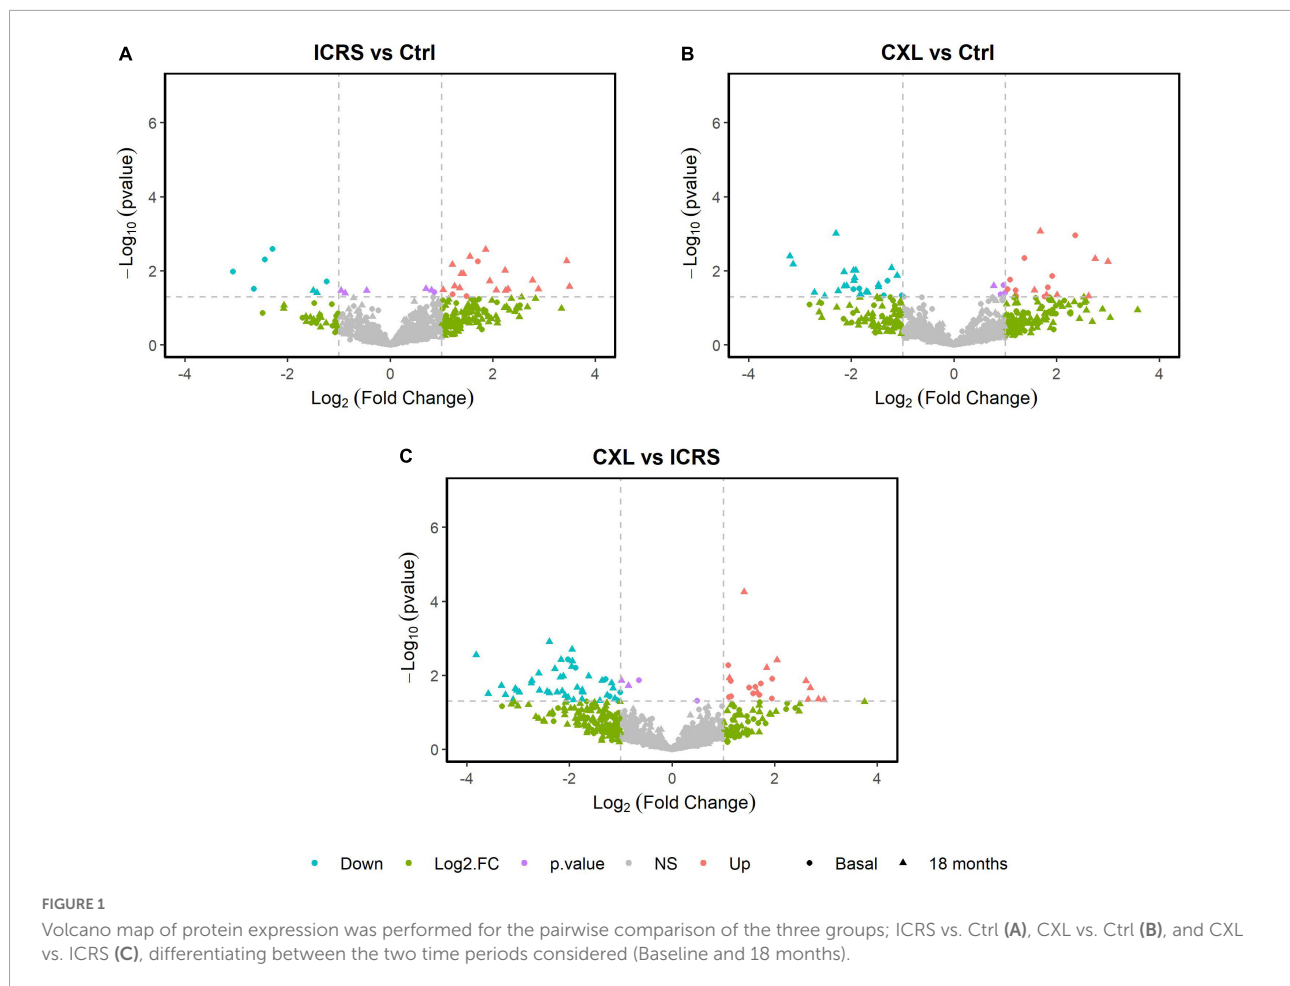 A
ICRS vs Ctrl
6
4
2
0
−Log10 (pvalue)
-4 -2 0 2 4
Log2 (Fold Change)
B
CXL vs Ctrl
6
4
2
0
−Log10 (pvalue)
-4 -2 0 2 4
Log2 (Fold Change)
C
CXL vs ICRS
6
4
2
0
−Log10 (pvalue)
-4 -2 0 2 4
Log2 (Fold Change)
Down Log2.FC p.value NS Up Basal 18 months
FIGURE 1
Volcano map of protein expression was performed for the pairwise comparison of the three groups; ICRS vs. Ctrl (A), CXL vs. Ctrl (B), and CXL
vs. ICRS (C), differentiating between the two time periods considered (Baseline and 18 months).